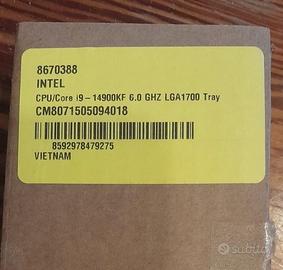 8670388
INTEL
CPU/Core i9-14900KF 6.0 GHZ LGA1700 Tray
CM8071505094018
8592978479275
VIETNAM
subito